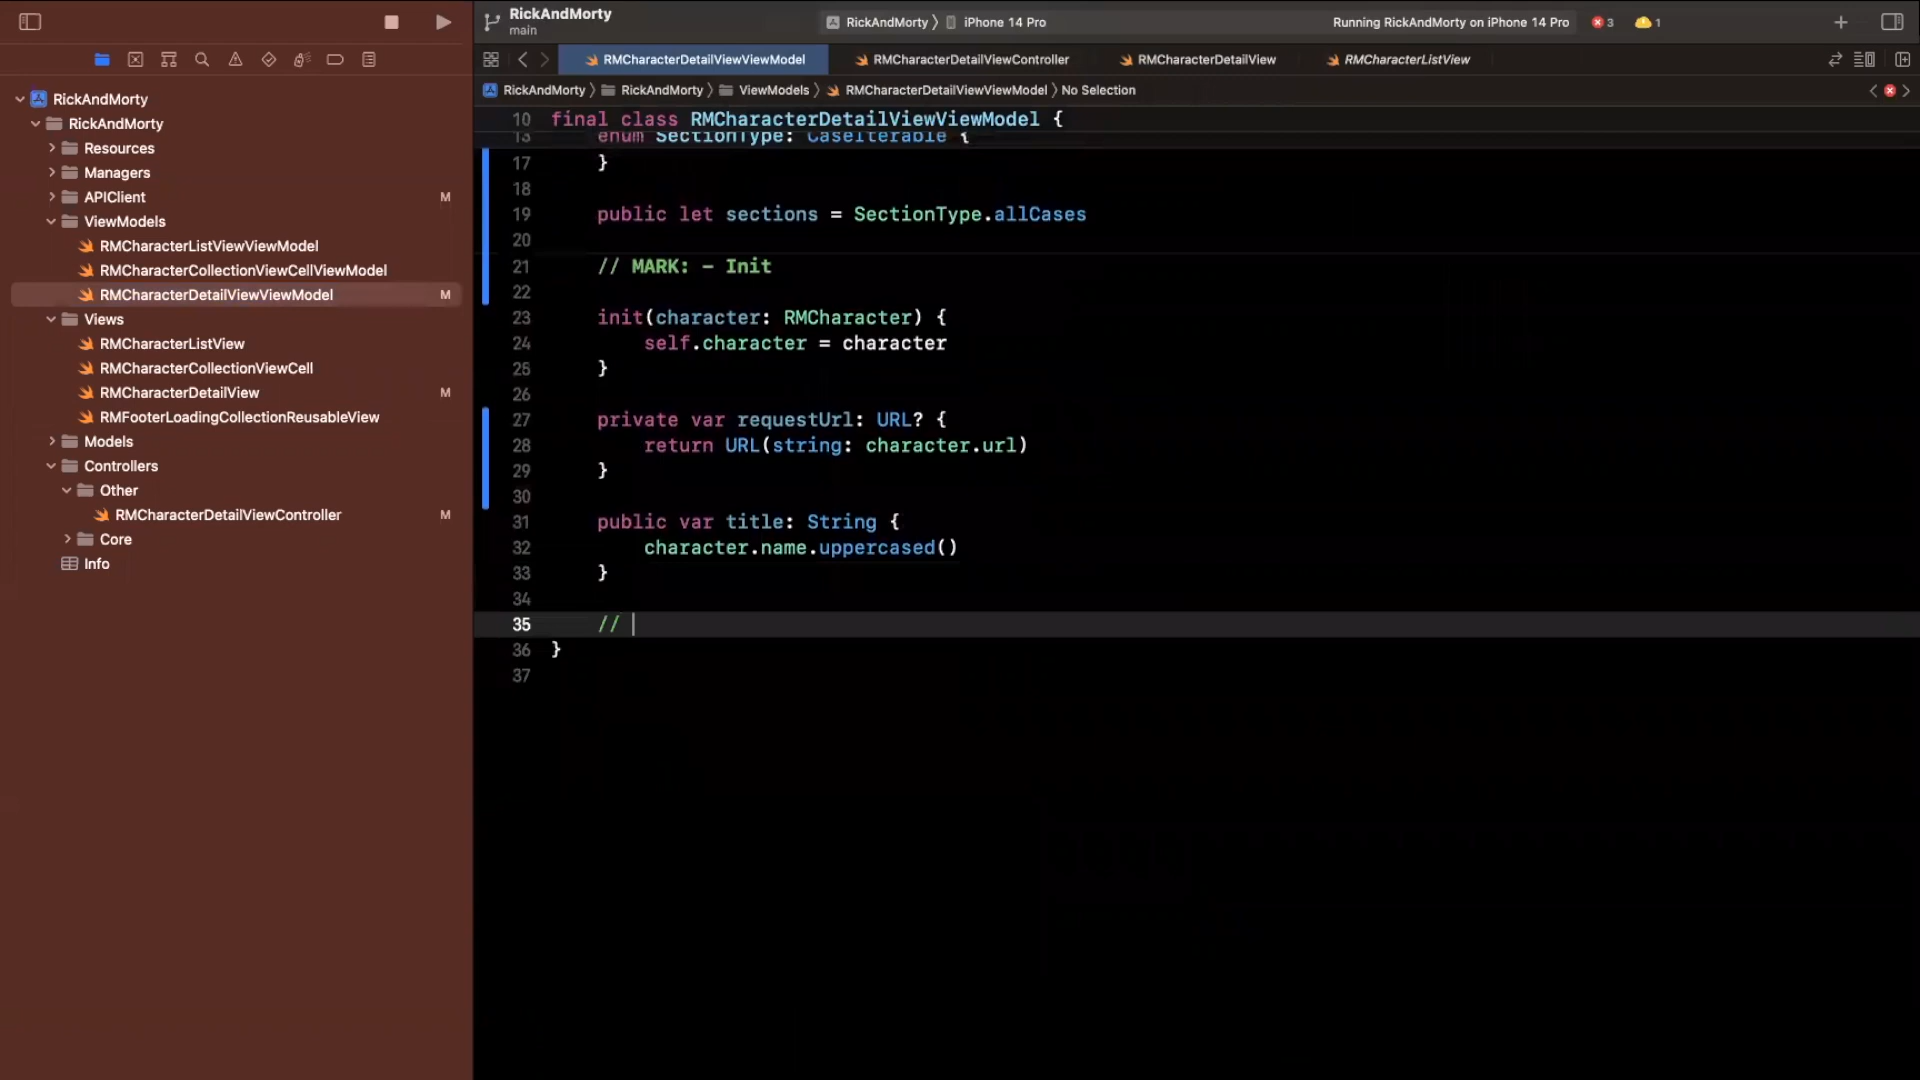 RickAndMorty
main
RickAndMorty
iPhone 14 Pro
Running RickAndMorty on iPhone 14 Pro
3
1
RMCharacterDetailViewViewModel
RMCharacterDetailViewController
RMCharacterDetailView
RMCharacterListView
RickAndMorty
RickAndMorty
ViewModels
RMCharacterDetailViewViewModel
No Selection
RickAndMorty
RickAndMorty
Resources
Managers
APIClient M
ViewModels
RMCharacterListViewViewModel
RMCharacterCollectionViewCellViewModel
RMCharacterDetailViewViewModel M
Views
RMCharacterListView
RMCharacterCollectionViewCell
RMCharacterDetailView M
RMFooterLoadingCollectionReusableView
Models
Controllers
Other
RMCharacterDetailViewController M
Core
Info
10 final class RMCharacterDetailViewViewModel {
13 enum SectionType: CaseIterable {
17 }
18
19 public let sections = SectionType.allCases
20
21 // MARK: - Init
22
23 init(character: RMCharacter) {
24 self.character = character
25 }
26
27 private var requestUrl: URL? {
28 return URL(string: character.url)
29 }
30
31 public var title: String {
32 character.name.uppercased()
33 }
34
35 //
36 }
37